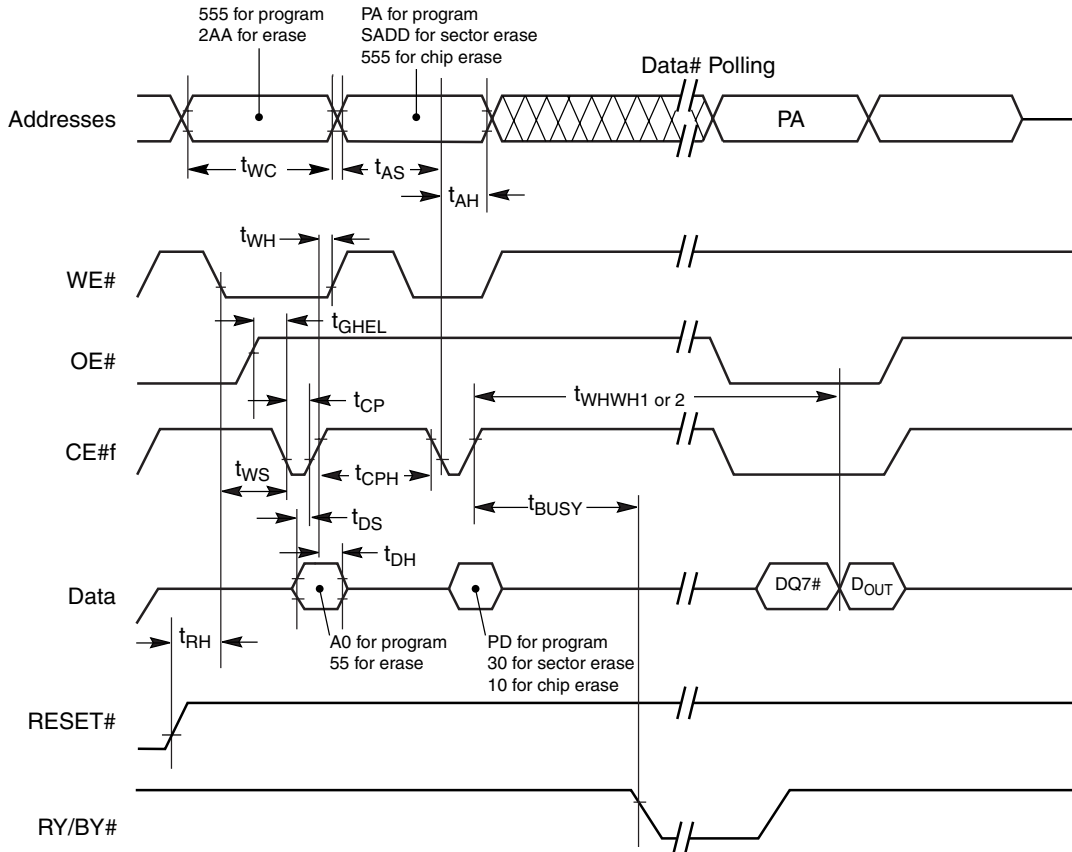 555 for program
2AA for erase
PA for program
SADD for sector erase
555 for chip erase
Data# Polling
Addresses
PA
tWC
tAS
tAH
tWH
WE#
tGHEL
OE#
tWHWH1 or 2
tCP
CE#f
tWS
tCPH
tBUSY
tDS
tDH
Data
DQ7#
DOUT
tRH
A0 for program
55 for erase
PD for program
30 for sector erase
10 for chip erase
RESET#
RY/BY#